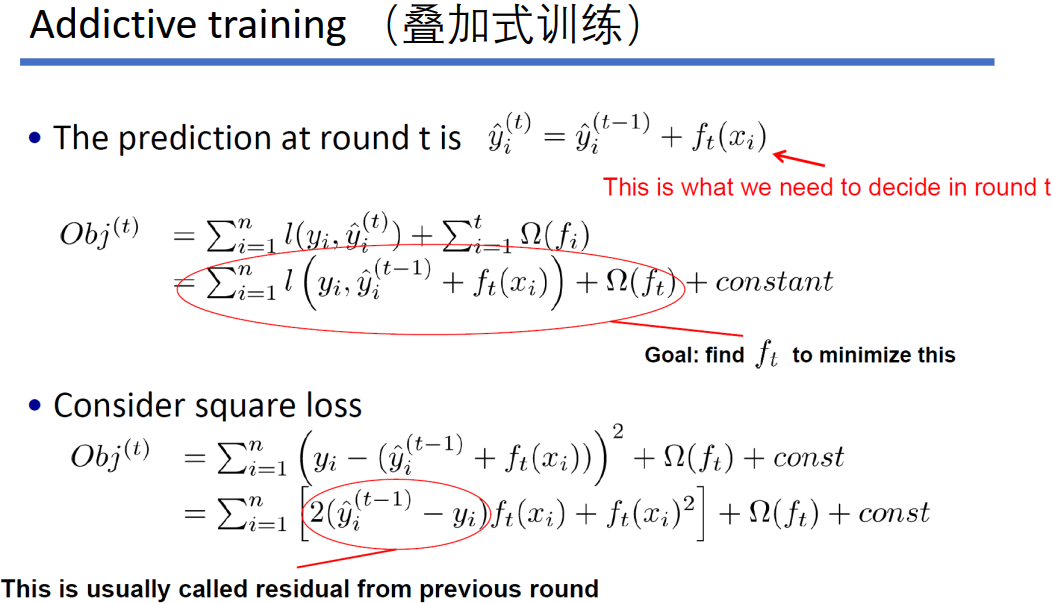 Addictive training （叠加式训练）
• The prediction at round t is $\hat{y}_i^{(t)} = \hat{y}_i^{(t-1)} + f_t(x_i)$
This is what we need to decide in round t
$Obj^{(t)} = \sum_{i=1}^{n} l(y_i, \hat{y}_i^{(t)}) + \sum_{i=1}^{t} \Omega(f_i)$
$= \sum_{i=1}^{n} l\left(y_i, \hat{y}_i^{(t-1)} + f_t(x_i)\right) + \Omega(f_t) + constant$
Goal: find $f_t$ to minimize this
• Consider square loss
$Obj^{(t)} = \sum_{i=1}^{n} \left(y_i - (\hat{y}_i^{(t-1)} + f_t(x_i))\right)^2 + \Omega(f_t) + const$
$= \sum_{i=1}^{n} \left[2(\hat{y}_i^{(t-1)} - y_i)f_t(x_i) + f_t(x_i)^2\right] + \Omega(f_t) + const$
This is usually called residual from previous round